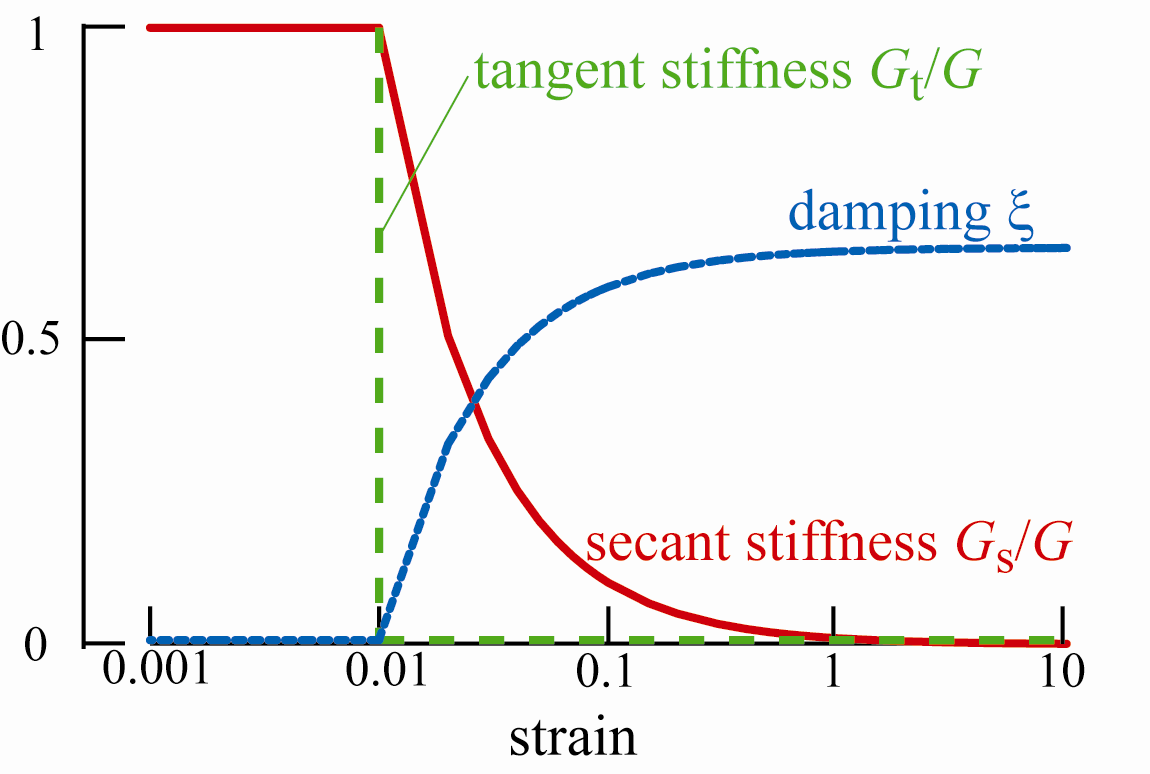 1
tangent stiffness Gt/G
damping ξ
0.5
secant stiffness Gs/G
0
0.001 0.01 0.1 1 10
strain